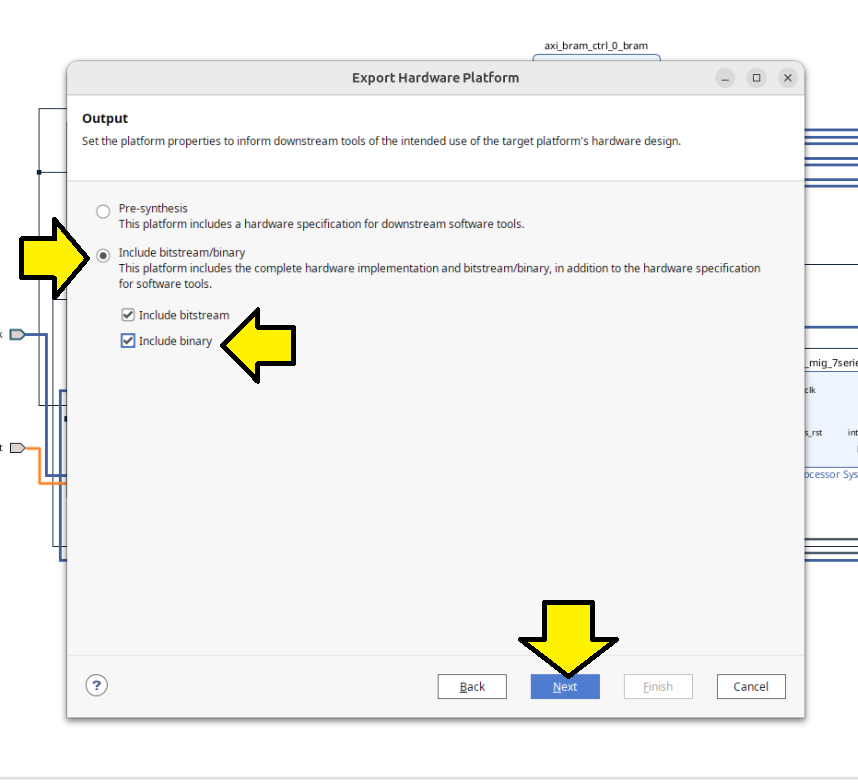 axi_bram_ctrl_0_bram
Export Hardware Platform
Output
Set the platform properties to inform downstream tools of the intended use of the target platform's hardware design.
Pre-synthesis
This platform includes a hardware specification for downstream software tools.
Include bitstream/binary
This platform includes the complete hardware implementation and bitstream/binary, in addition to the hardware specification
for software tools.
Include bitstream
Include binary
_mig_7serie
clk
s_rst int
ocessor Sys
? Back Next Finish Cancel